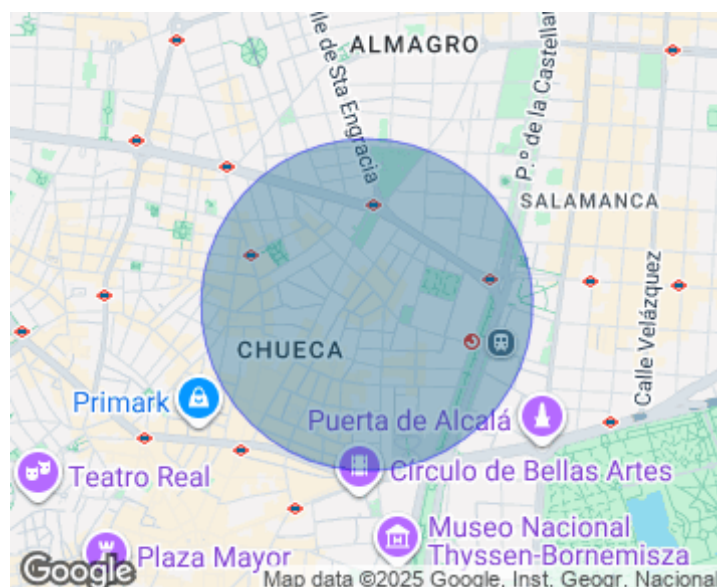 ALMAGRO
lle de Sta Engracia
P.º de la Castellan
SALAMANCA
Calle Velázquez
CHUECA
Primark
Puerta de Alcalá
Teatro Real
Círculo de Bellas Artes
Museo Nacional
Thyssen-Bornemisza
Plaza Mayor
Google
Map data ©2025 Google, Inst. Geogr. Nacional